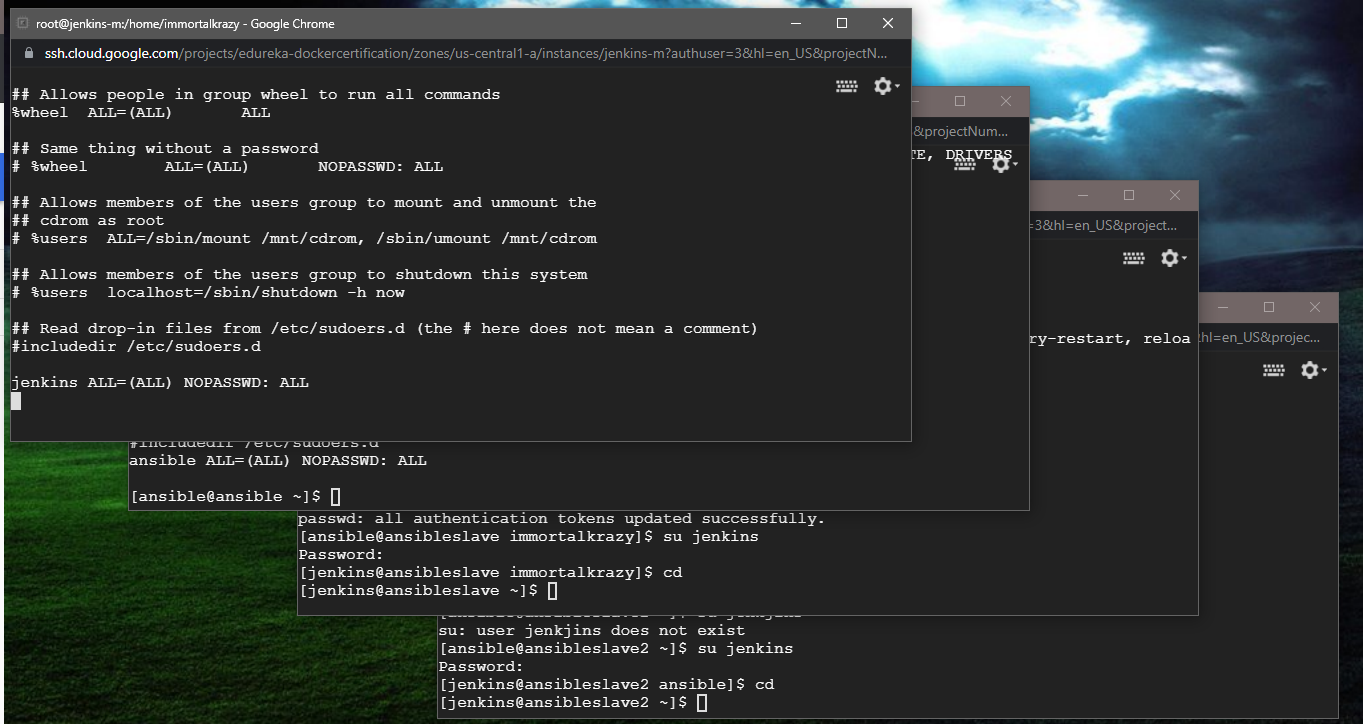 root@jenkins-m:/home/immortalkrazy - Google Chrome
ssh.cloud.google.com/projects/edureka-dockercertification/zones/us-central1-a/instances/jenkins-m?authuser=3&hl=en_US&projectN...
## Allows people in group wheel to run all commands
%wheel  ALL=(ALL)       ALL
## Same thing without a password
# %wheel        ALL=(ALL)       NOPASSWD: ALL
## Allows members of the users group to mount and unmount the
## cdrom as root
# %users  ALL=/sbin/mount /mnt/cdrom, /sbin/umount /mnt/cdrom
## Allows members of the users group to shutdown this system
# %users  localhost=/sbin/shutdown -h now
## Read drop-in files from /etc/sudoers.d (the # here does not mean a comment)
#includedir /etc/sudoers.d
jenkins ALL=(ALL) NOPASSWD: ALL
&projectNum...
TE, DRIVERS
#includedir /etc/sudoers.d
ansible ALL=(ALL) NOPASSWD: ALL
[ansible@ansible ~]$
=3&hl=en_US&project...
ry-restart, reloa
passwd: all authentication tokens updated successfully.
[ansible@ansibleslave immortalkrazy]$ su jenkins
Password:
[jenkins@ansibleslave immortalkrazy]$ cd
[jenkins@ansibleslave ~]$
hl=en_US&projec...
su: user jenkjins does not exist
[ansible@ansibleslave2 ~]$ su jenkins
Password:
[jenkins@ansibleslave2 ansible]$ cd
[jenkins@ansibleslave2 ~]$